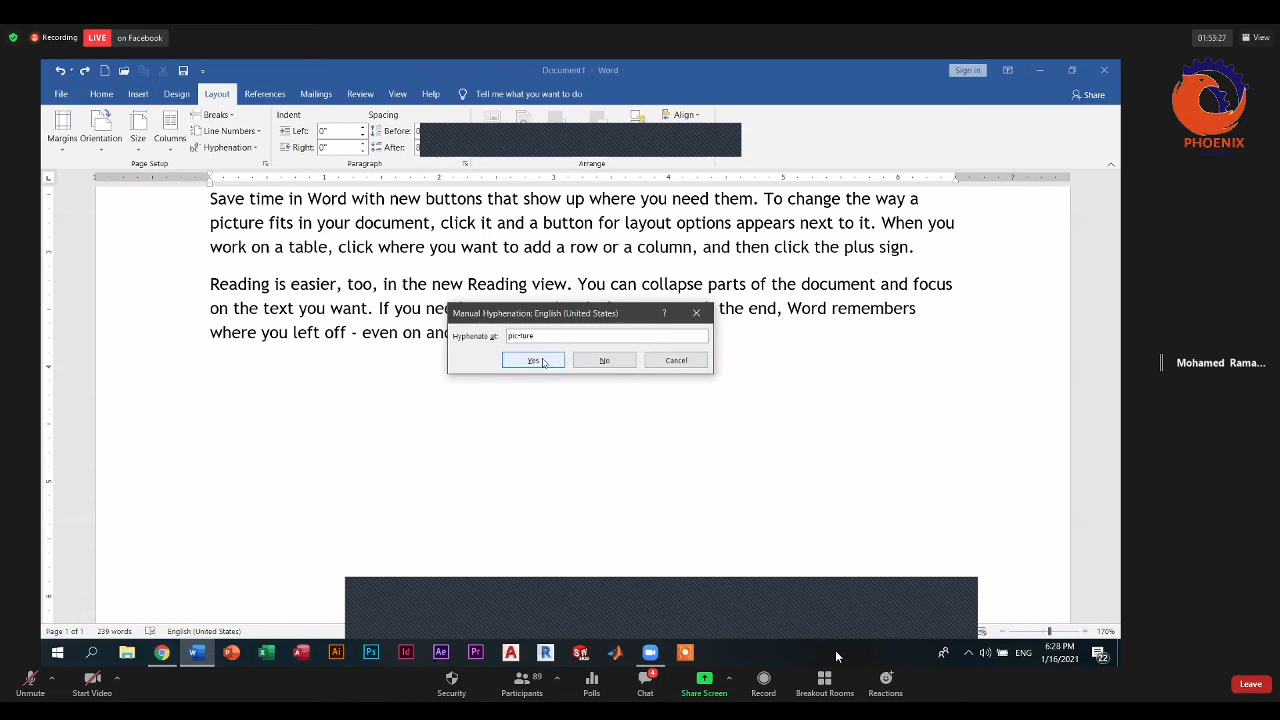 Recording LIVE on Facebook 01:53:27 View
Document1 - Word Sign in
File Home Insert Design Layout References Mailings Review View Help Tell me what you want to do Share
PHOENIX
Margins Orientation Size Columns
Breaks
Line Numbers
Hyphenation
Page Setup
Indent
Left: 0"
Right: 0"
Spacing
Before:
After:
Paragraph
Align
Arrange
Save time in Word with new buttons that show up where you need them. To change the way a
picture fits in your document, click it and a button for layout options appears next to it. When you
work on a table, click where you want to add a row or a column, and then click the plus sign.
Reading is easier, too, in the new Reading view. You can collapse parts of the document and focus
on the text you want. If you nee the end, Word remembers
where you left off - even on ano
Manual Hyphenation: English (United States) ?
Hyphenate at: pic-ture
Yes No Cancel
Mohamed Rama...
Page 1 of 1 239 words English (United States) 170%
ENG 6:28 PM
1/16/2021
22
Unmute Start Video Security Participants 89 Polls Chat 4 Share Screen Record Breakout Rooms Reactions Leave